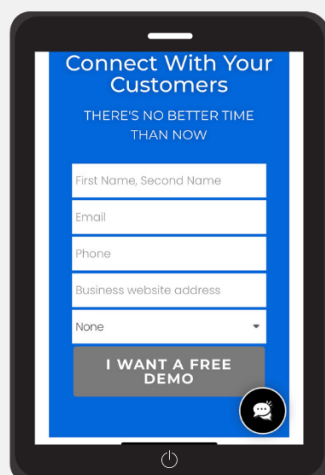 Connect With Your
Customers
THERE'S NO BETTER TIME
THAN NOW
First Name, Second Name
Email
Phone
Business website address
None
I WANT A FREE
DEMO